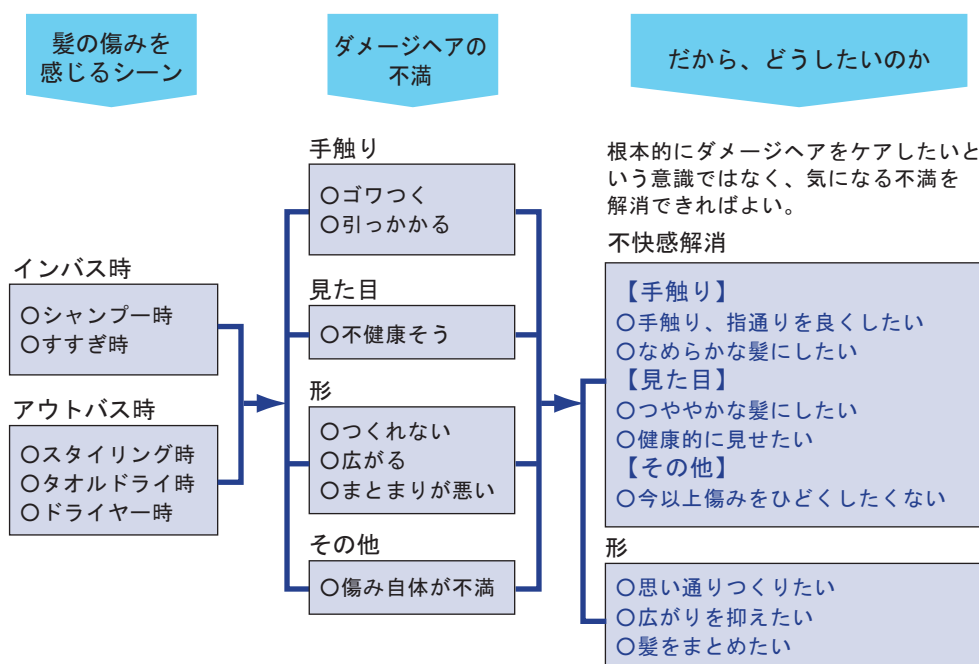 髪の傷みを
感じるシーン
ダメージヘアの
不満
だから、どうしたいのか
インバス時
○シャンプー時
○すすぎ時
アウトバス時
○スタイリング時
○タオルドライ時
○ドライヤー時
手触り
○ゴワつく
○引っかかる
見た目
○不健康そう
形
○つくれない
○広がる
○まとまりが悪い
その他
○傷み自体が不満
根本的にダメージヘアをケアしたいと
いう意識ではなく、気になる不満を
解消できればよい。
不快感解消
【手触り】
○手触り、指通りを良くしたい
○なめらかな髪にしたい
【見た目】
○つややかな髪にしたい
○健康的に見せたい
【その他】
○今以上傷みをひどくしたくない
形
○思い通りつくりたい
○広がりを抑えたい
○髪をまとめたい